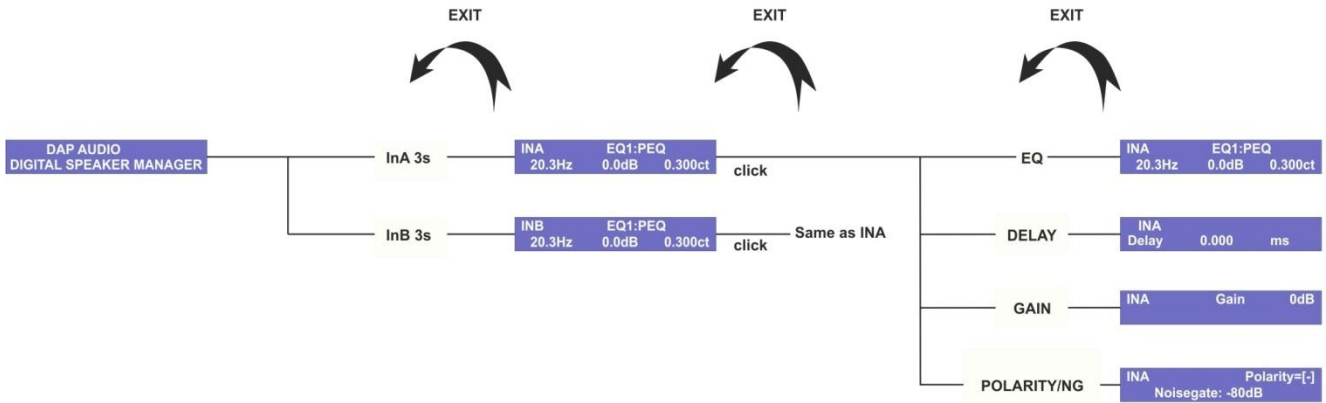 EXIT EXIT EXIT
DAP AUDIO
DIGITAL SPEAKER MANAGER
InA 3s
INA EQ1:PEQ
20.3Hz 0.0dB 0.300ct
click
EQ
INA EQ1:PEQ
20.3Hz 0.0dB 0.300ct
InB 3s
INB EQ1:PEQ
20.3Hz 0.0dB 0.300ct
click
Same as INA
DELAY
INA
Delay 0.000 ms
GAIN
INA Gain 0dB
POLARITY/NG
INA Polarity=[-]
Noisegate: -80dB